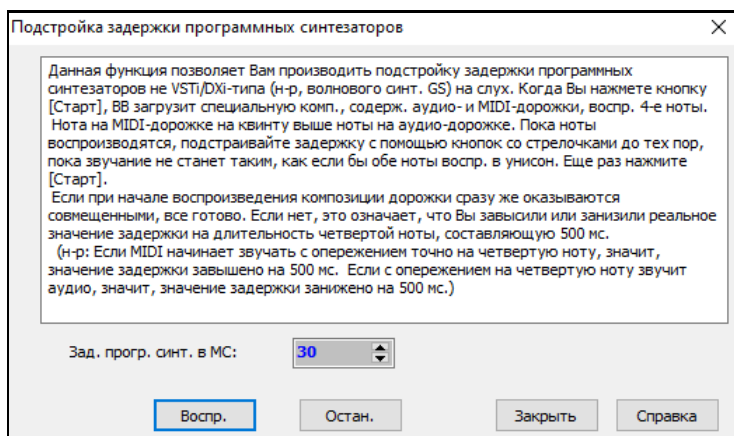 Подстройка задержки программных синтезаторов
Данная функция позволяет Вам производить подстройку задержки программных
синтезаторов не VSTi/DXi-типа (н-р, волнового синт. GS) на слух. Когда Вы нажмете кнопку
[Старт], BB загрузит специальную комп., содерж. аудио- и MIDI-дорожки, воспр. 4-е ноты.
Нота на MIDI-дорожке на квинту выше ноты на аудио-дорожке. Пока ноты
воспроизводятся, подстраивайте задержку с помощью кнопок со стрелочками до тех пор,
пока звучание не станет таким, как если бы обе ноты воспр. в унисон. Еще раз нажмите
[Старт].
Если при начале воспроизведения композиции дорожки сразу же оказываются
совмещенными, все готово. Если нет, это означает, что Вы завысили или занизили реальное
значение задержки на длительность четвертой ноты, составляющую 500 мс.
(н-р: Если MIDI начинает звучать с опережением точно на четвертую ноту, значит,
значение задержки завышено на 500 мс. Если с опережением на четвертую ноту звучит
аудио, значит, значение задержки занижено на 500 мс.)
Зад. прогр. синт. в МС: 30
Воспр. Остан. Закрыть Справка